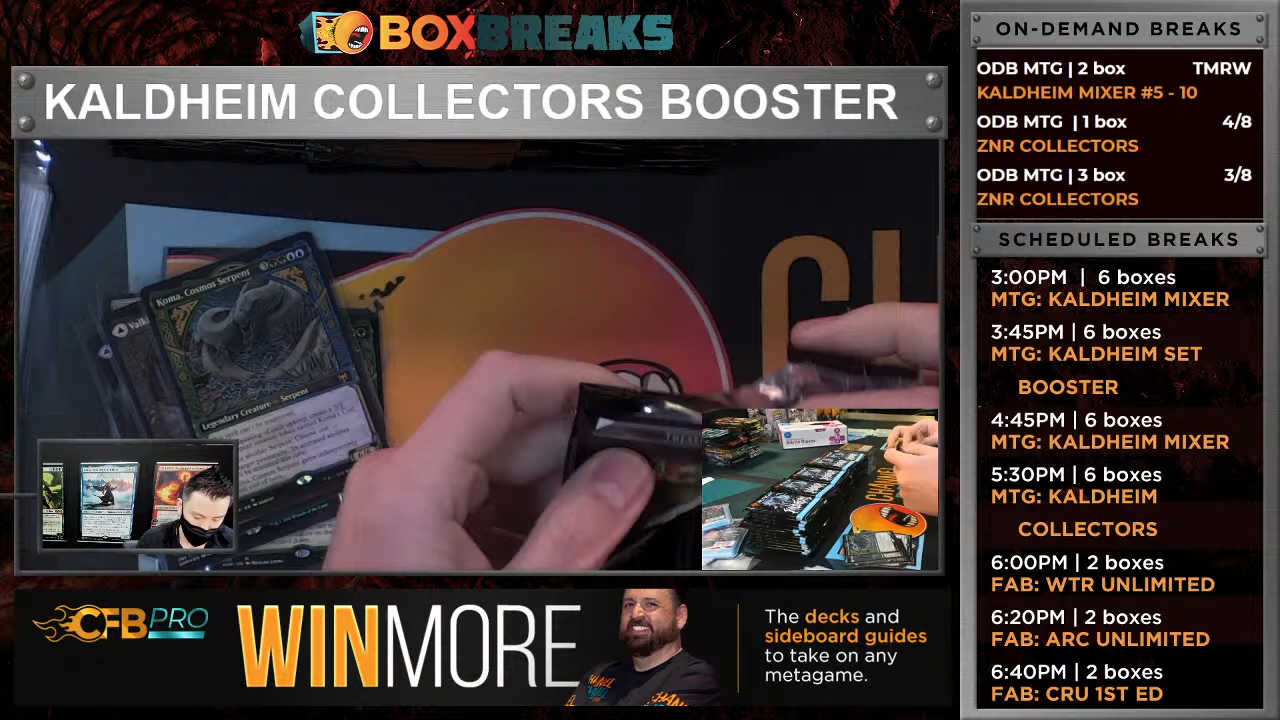 BOXBREAKS
KALDHEIM COLLECTORS BOOSTER
Koma, Cosmos Serpent
Legendary Creature — Serpent
Valki
CFBPRO
WINMORE
The decks and
sideboard guides
to take on any
metagame.
ON-DEMAND BREAKS
ODB MTG | 2 box TMRW
KALDHEIM MIXER #5 - 10
ODB MTG | 1 box 4/8
ZNR COLLECTORS
ODB MTG | 3 box 3/8
ZNR COLLECTORS
SCHEDULED BREAKS
3:00PM | 6 boxes
MTG: KALDHEIM MIXER
3:45PM | 6 boxes
MTG: KALDHEIM SET
BOOSTER
4:45PM | 6 boxes
MTG: KALDHEIM MIXER
5:30PM | 6 boxes
MTG: KALDHEIM
COLLECTORS
6:00PM | 2 boxes
FAB: WTR UNLIMITED
6:20PM | 2 boxes
FAB: ARC UNLIMITED
6:40PM | 2 boxes
FAB: CRU 1ST ED